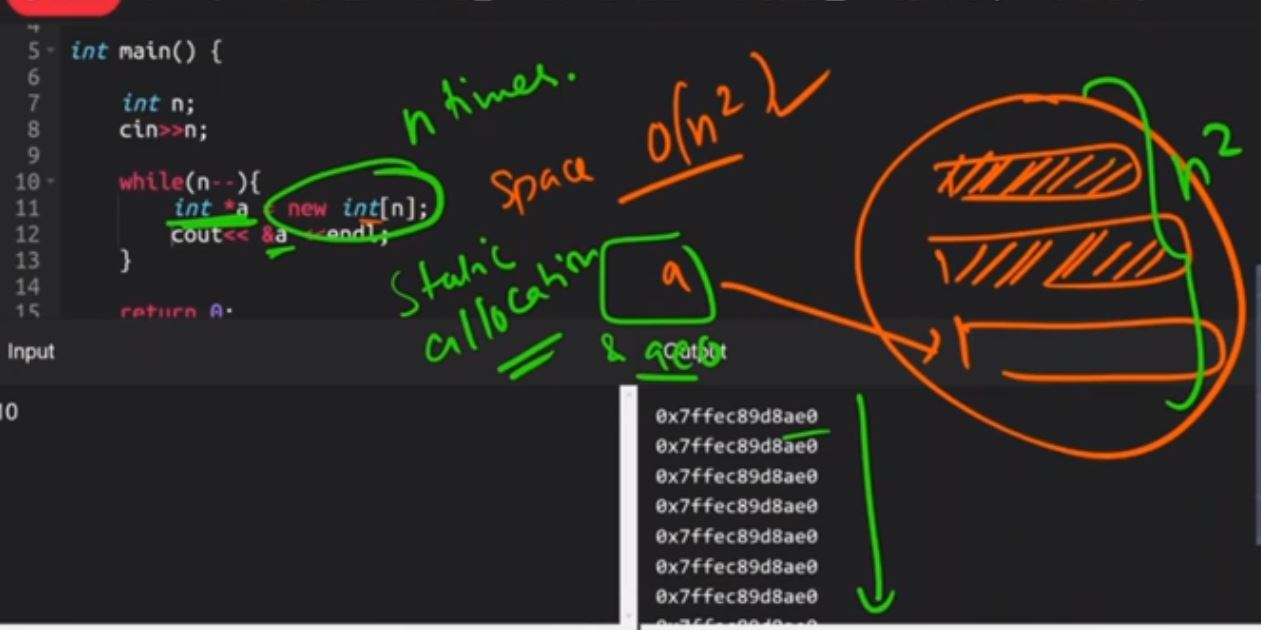 4
5 int main() {
6
7 int n;
8 cin>>n;
9
10 while(n--){
11 int *a = new int[n];
12 cout<< &a <<endl;
13 }
14
15 return 0;
n times.
Space O(n²)
n²
Static
allocation
a
& ae0
Input
Output
10
0x7ffec89d8ae0
0x7ffec89d8ae0
0x7ffec89d8ae0
0x7ffec89d8ae0
0x7ffec89d8ae0
0x7ffec89d8ae0
0x7ffec89d8ae0